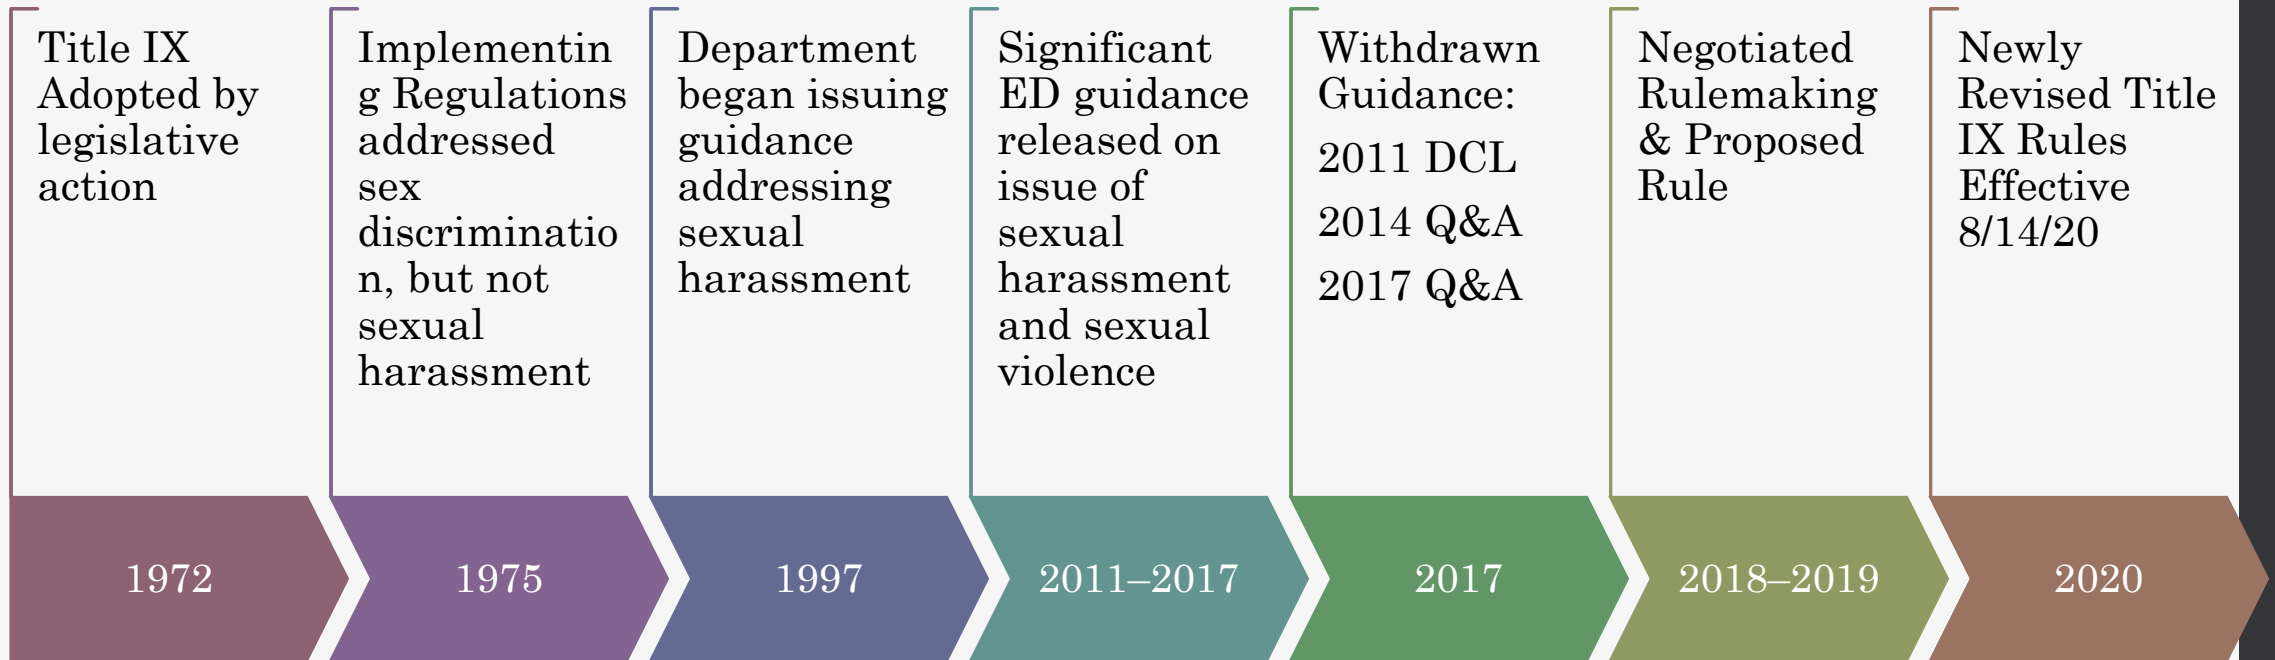 Title IX
Adopted by
legislative
action
Implementin
g Regulations
addressed
sex
discriminatio
n, but not
sexual
harassment
Department
began issuing
guidance
addressing
sexual
harassment
Significant
ED guidance
released on
issue of
sexual
harassment
and sexual
violence
Withdrawn
Guidance:
2011 DCL
2014 Q&A
2017 Q&A
Negotiated
Rulemaking
& Proposed
Rule
Newly
Revised Title
IX Rules
Effective
8/14/20
1972
1975
1997
2011–2017
2017
2018–2019
2020